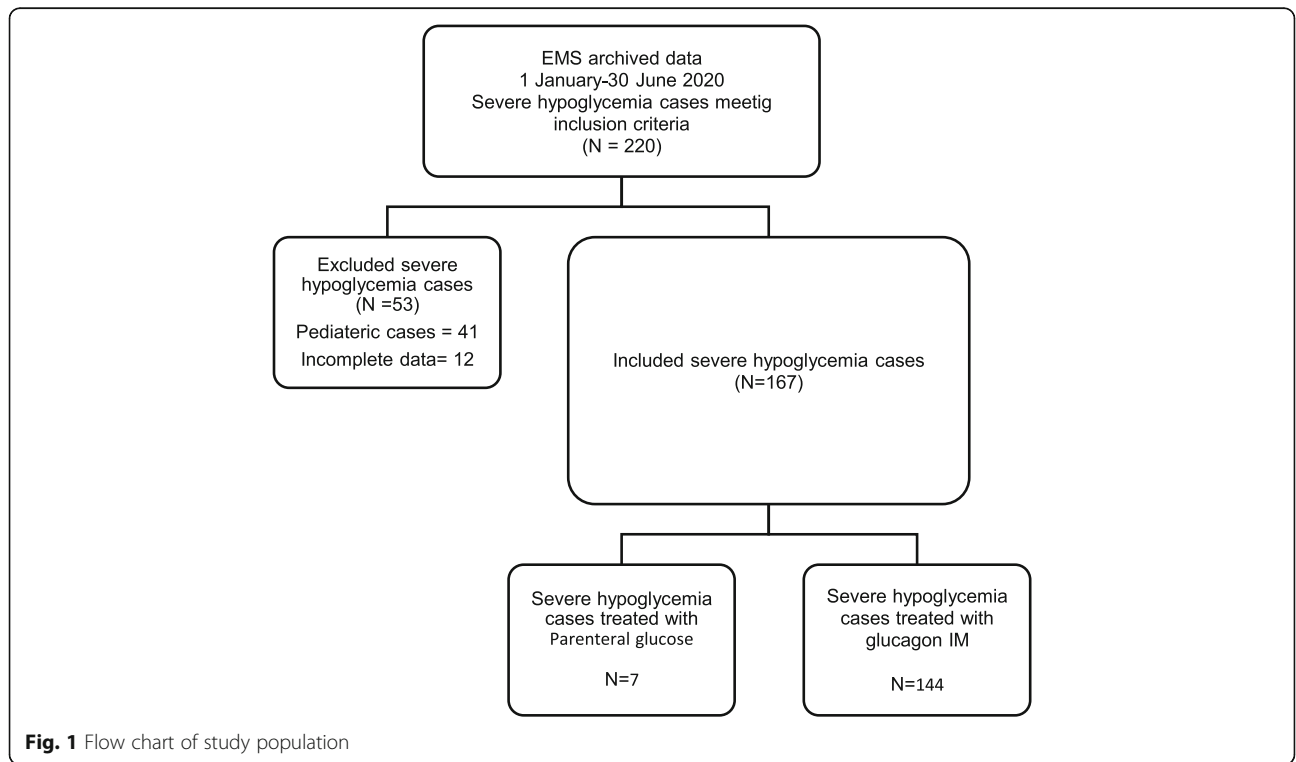 EMS archived data
1 January-30 June 2020
Severe hypoglycemia cases meetig
inclusion criteria
(N = 220)
Excluded severe
hypoglycemia cases
(N =53)
Pediateric cases = 41
Incomplete data= 12
Included severe hypoglycemia cases
(N=167)
Severe hypoglycemia
cases treated with
Parenteral glucose
N=7
Severe hypoglycemia
cases treated with
glucagon IM
N=144
Fig. 1 Flow chart of study population